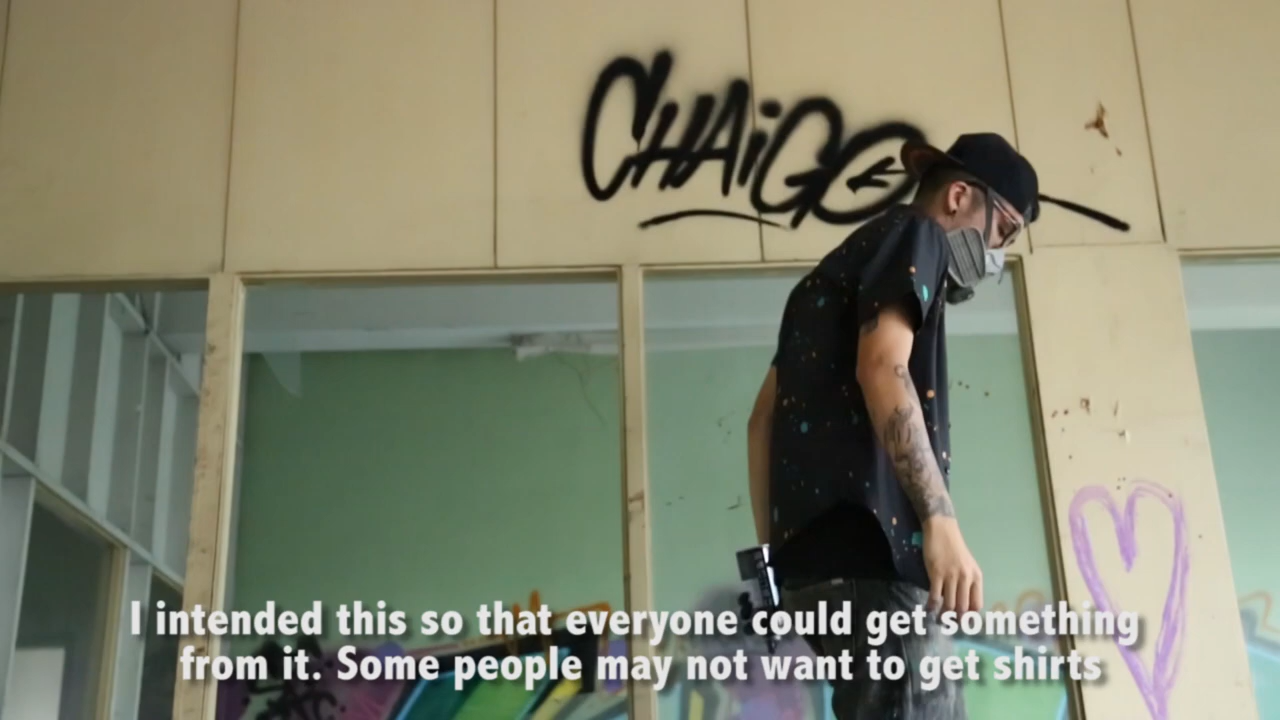 CHAiGO
I intended this so that everyone could get something
from it. Some people may not want to get shirts